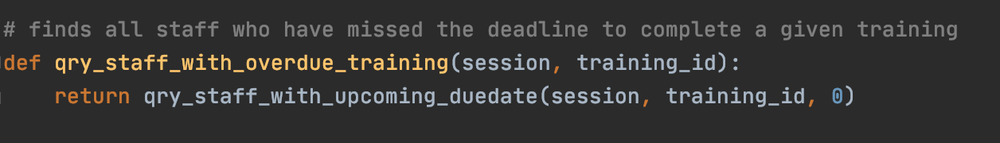 # finds all staff who have missed the deadline to complete a given training
def qry_staff_with_overdue_training(session, training_id):
    return qry_staff_with_upcoming_duedate(session, training_id, 0)